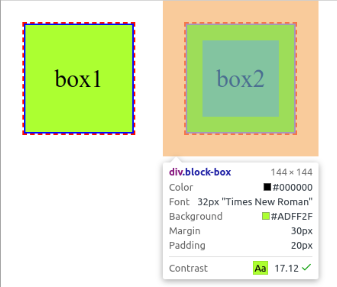 box1
box2
div.block-box 144 × 144
Color #000000
Font 32px "Times New Roman"
Background #ADFF2F
Margin 30px
Padding 20px
Contrast Aa 17.12 ✓